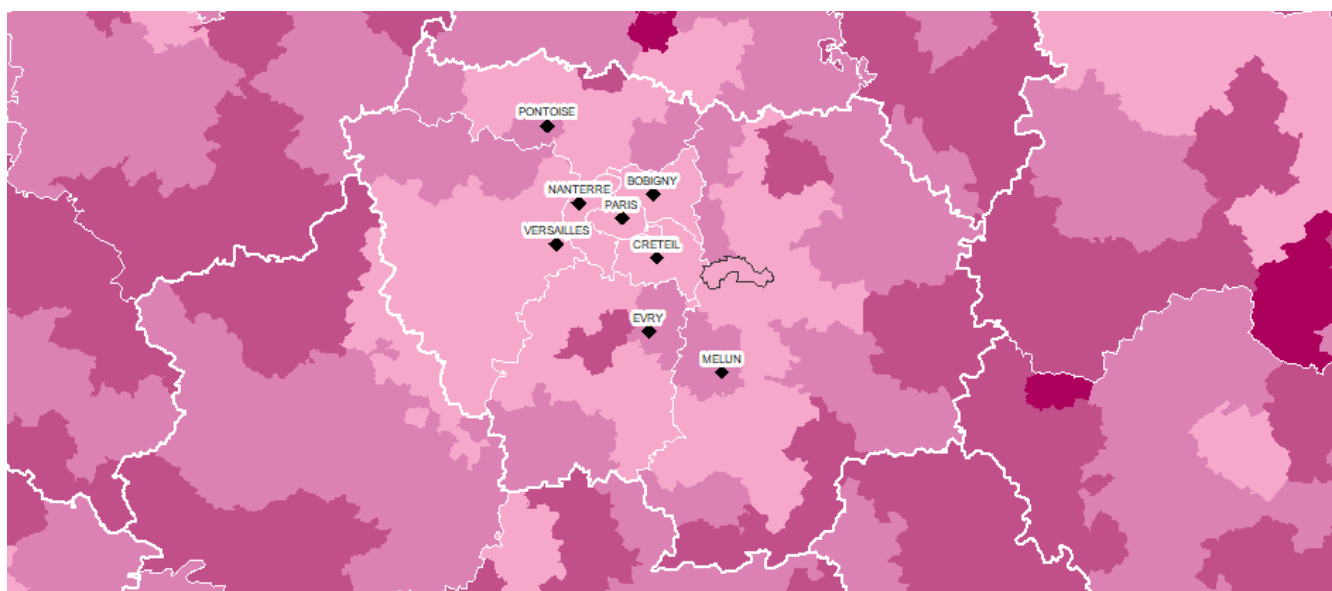 PONTOISE
BOBIGNY
NANTERRE
PARIS
VERSAILLES
CRETEIL
EVRY
MELUN